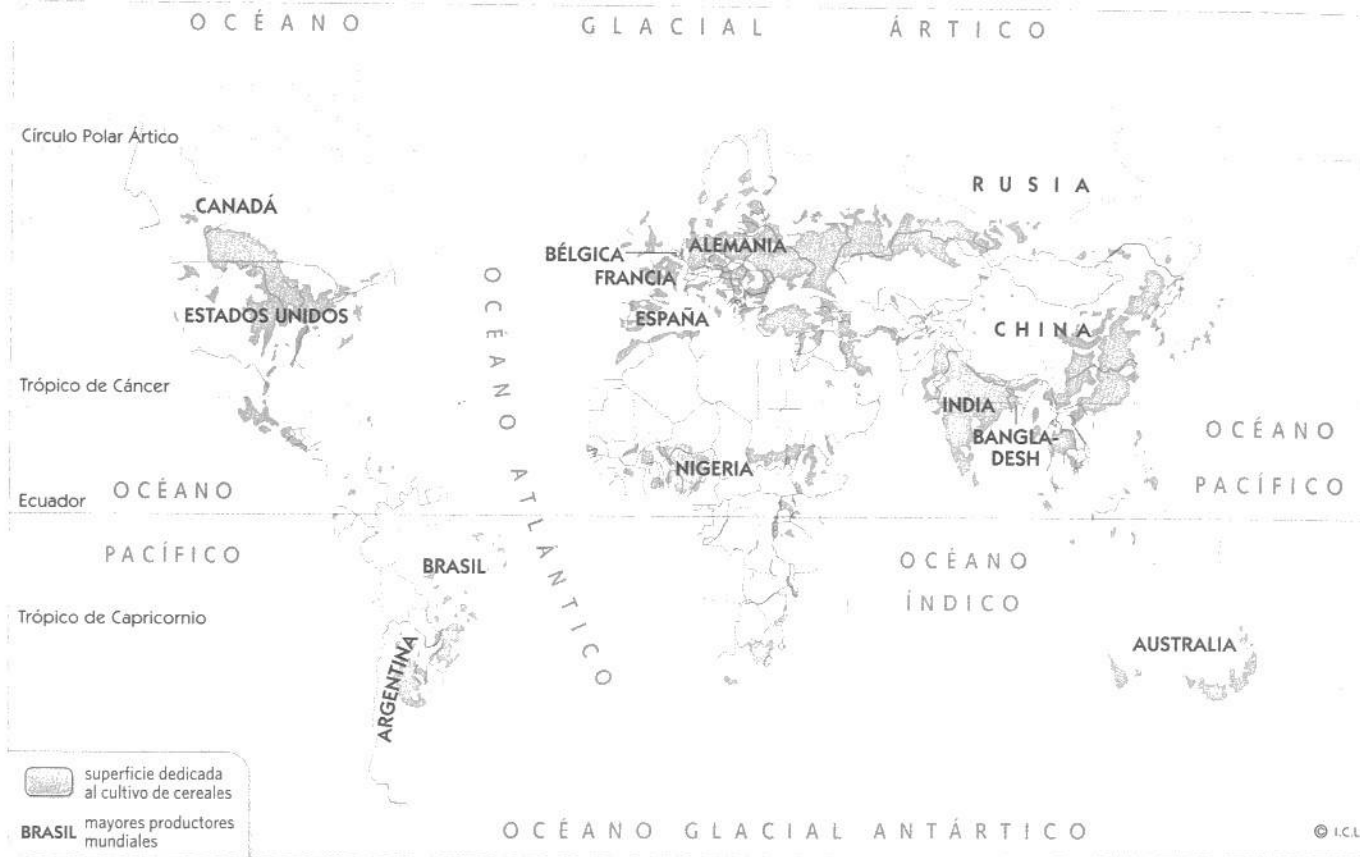 OCÉANO GLACIAL ÁRTICO
Círculo Polar Ártico
RUSIA
CANADÁ
BÉLGICA
ALEMANIA
FRANCIA
ESTADOS UNIDOS
ESPAÑA
CHINA
OCÉANO ATLÁNTICO
Trópico de Cáncer
INDIA
BANGLA-
DESH
OCÉANO
PACÍFICO
NIGERIA
Ecuador
OCÉANO
PACÍFICO
BRASIL
OCÉANO
ÍNDICO
Trópico de Capricornio
ARGENTINA
AUSTRALIA
superficie dedicada
al cultivo de cereales
BRASIL mayores productores
mundiales
OCÉANO GLACIAL ANTÁRTICO
© I.C.L